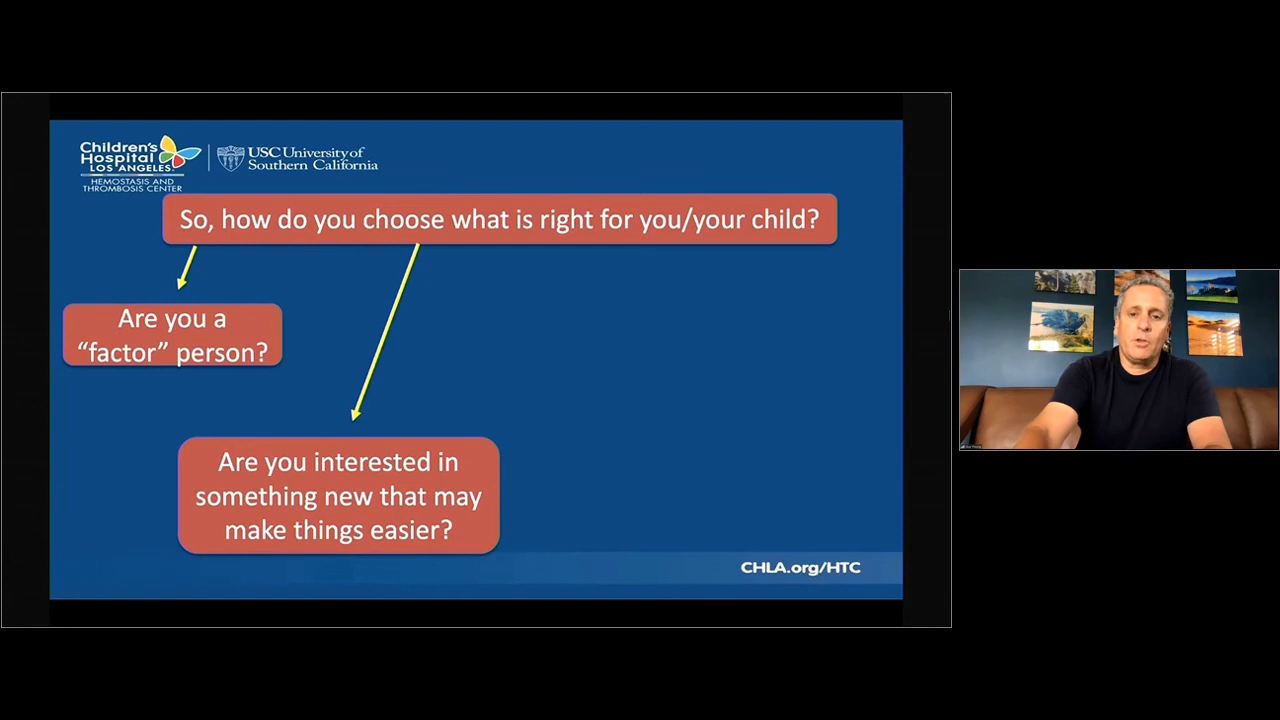 Children's
Hospital
LOS ANGELES
HEMOSTASIS AND
THROMBOSIS CENTER
USC University of
Southern California
So, how do you choose what is right for you/your child?
Are you a
“factor” person?
Are you interested in
something new that may
make things easier?
CHLA.org/HTC